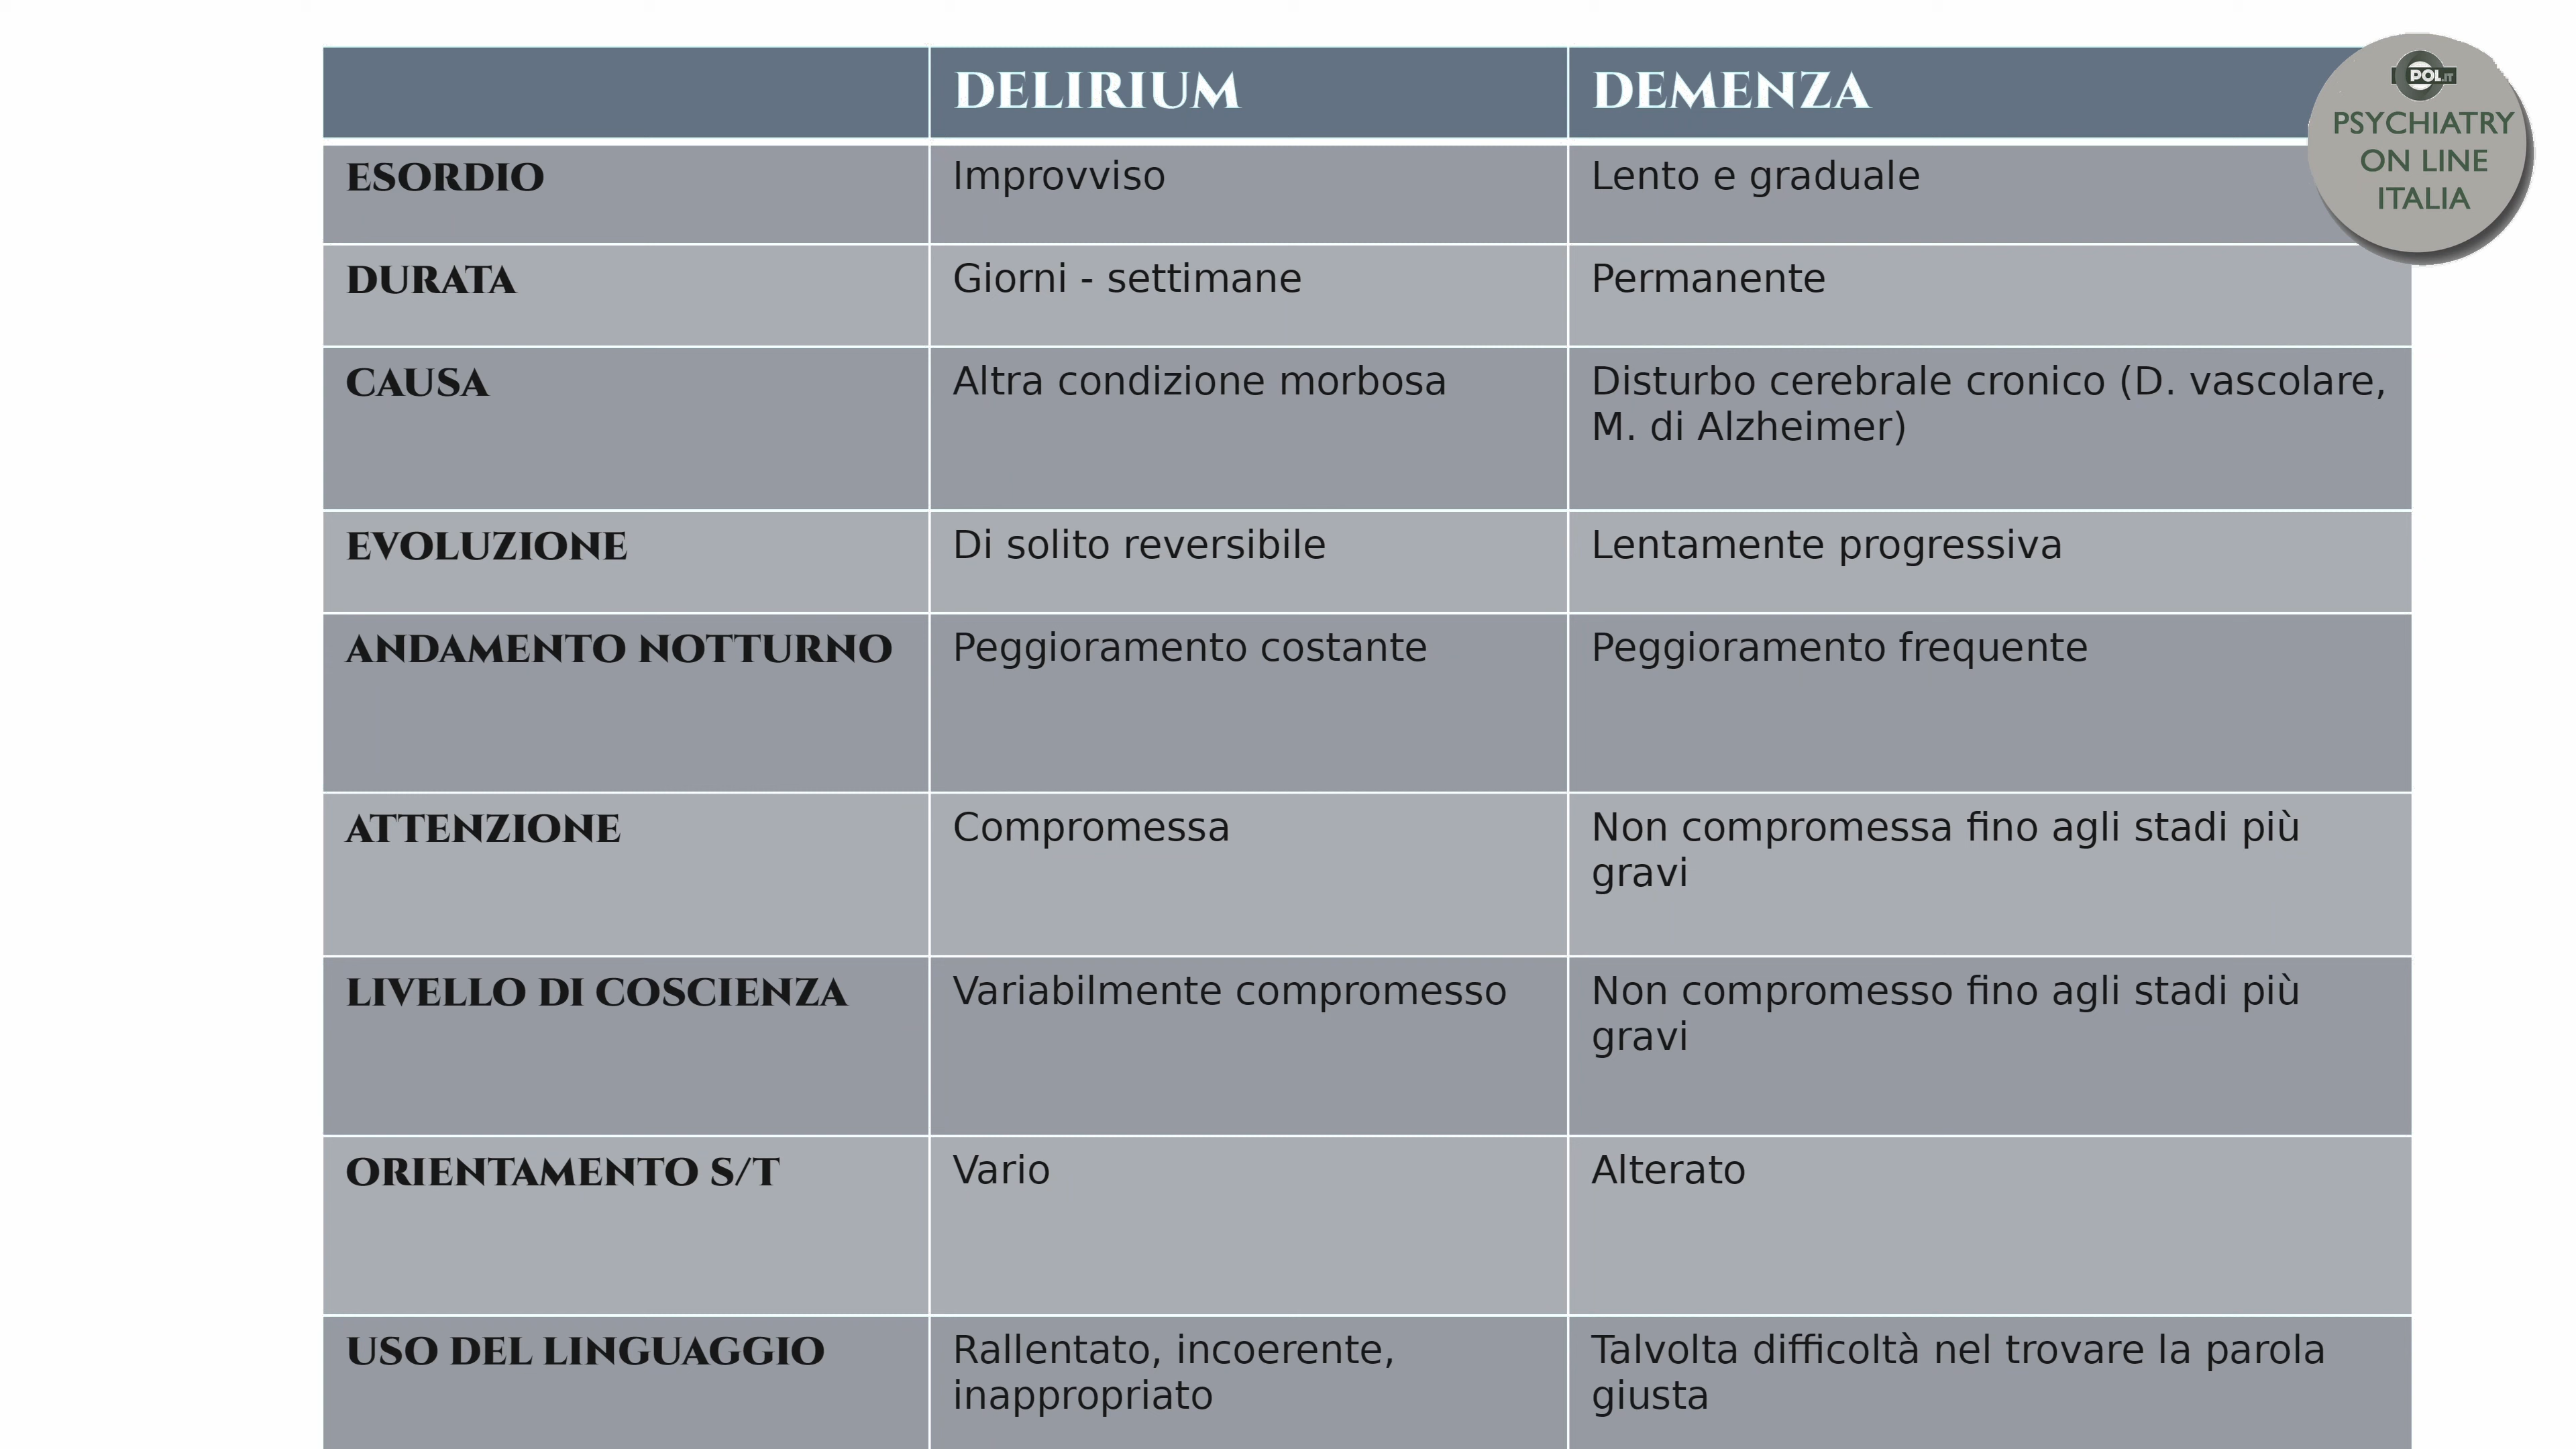 DELIRIUM DEMENZA
POL.IT
PSYCHIATRY
ON LINE
ITALIA
ESORDIO Improvviso Lento e graduale
DURATA Giorni - settimane Permanente
CAUSA Altra condizione morbosa Disturbo cerebrale cronico (D. vascolare,
M. di Alzheimer)
EVOLUZIONE Di solito reversibile Lentamente progressiva
ANDAMENTO NOTTURNO Peggioramento costante Peggioramento frequente
ATTENZIONE Compromessa Non compromessa fino agli stadi più
gravi
LIVELLO DI COSCIENZA Variabilmente compromesso Non compromesso fino agli stadi più
gravi
ORIENTAMENTO S/T Vario Alterato
USO DEL LINGUAGGIO Rallentato, incoerente, Talvolta difficoltà nel trovare la parola
inappropriato giusta